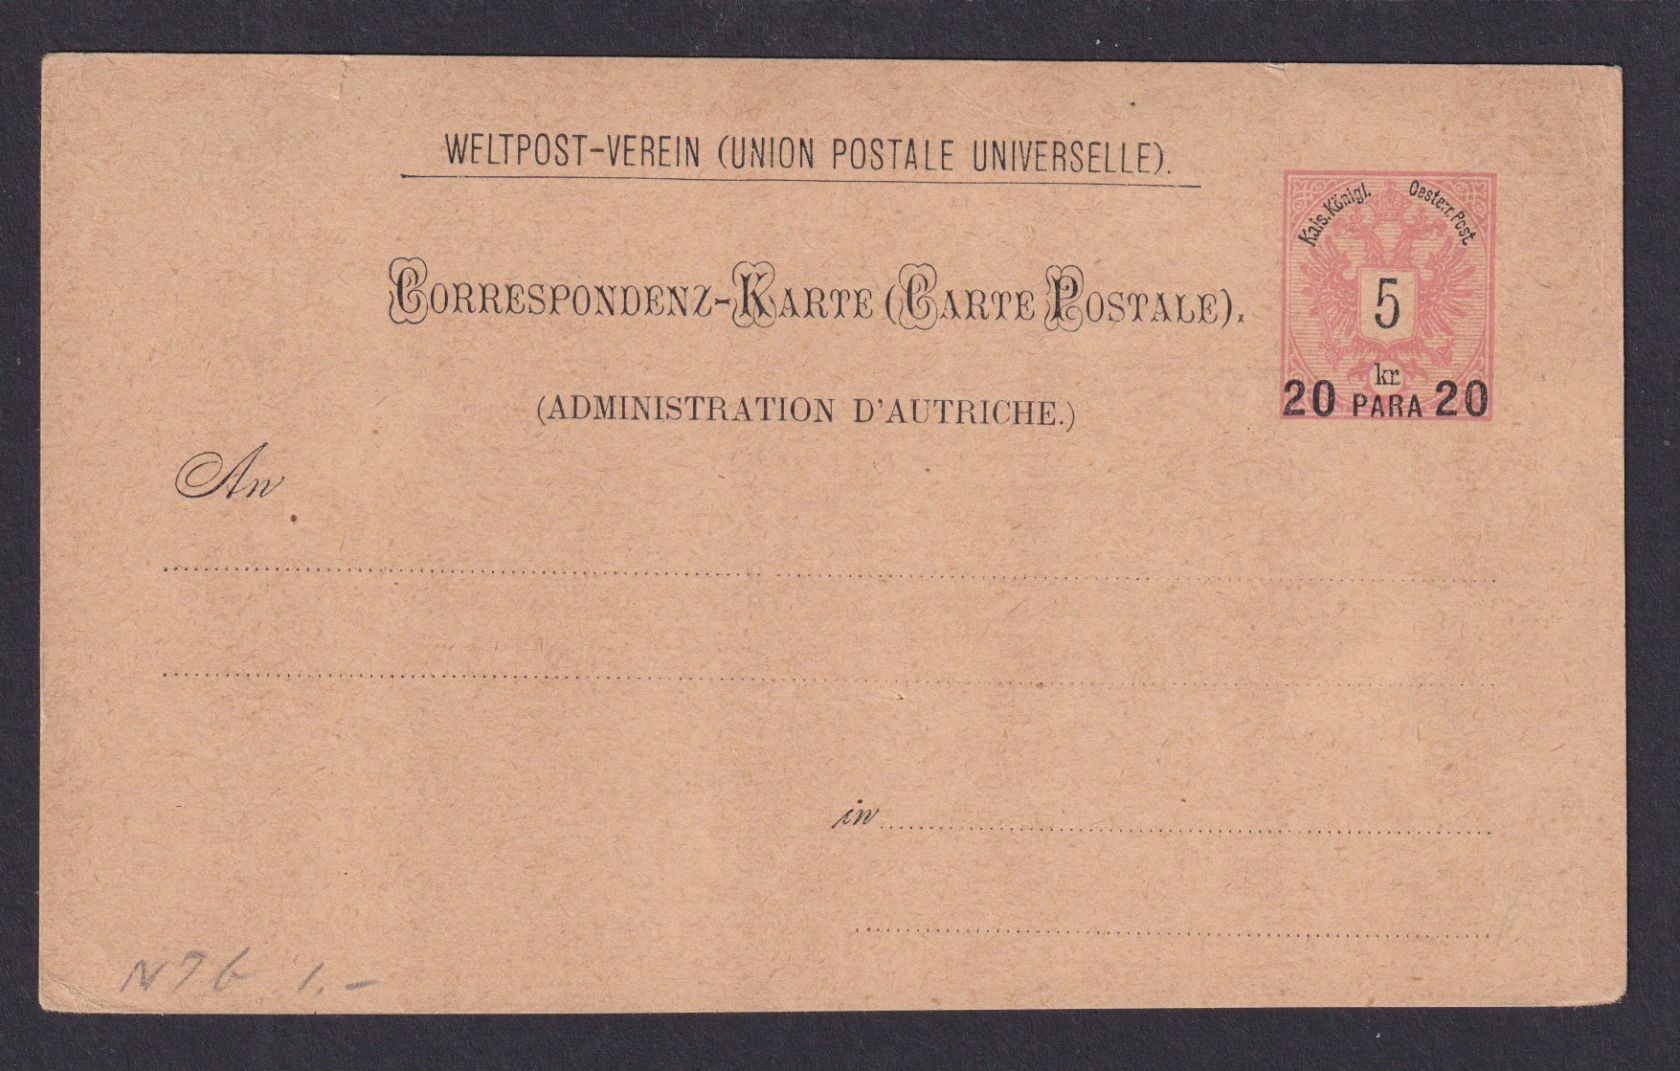 WELTPOST-VEREIN (UNION POSTALE UNIVERSELLE).
Kais. Königl. Oesterr. Post
CORRESPONDENZ-KARTE (CARTE POSTALE).
5
kr
20 PARA 20
(ADMINISTRATION D'AUTRICHE.)
An
in
1.-